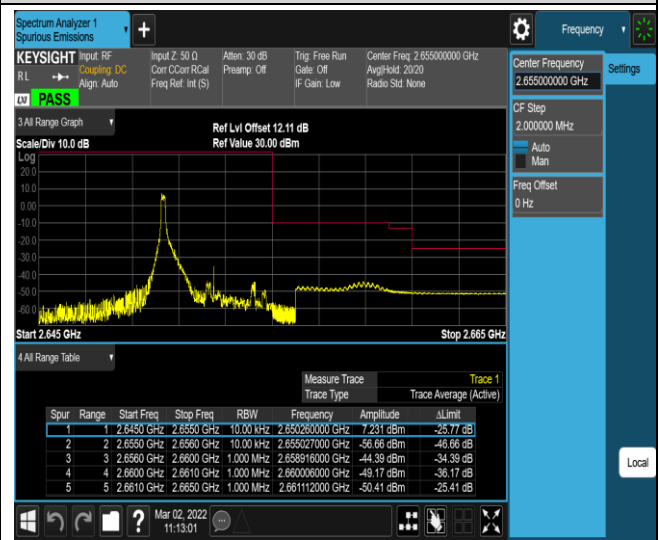 Spectrum Analyzer 1
Spurious Emissions
Frequency
KEYSIGHT Input: RF Input Z: 50 Ω Atten: 30 dB Trig: Free Run Center Freq: 2.655000000 GHz
RL Coupling: DC Corr CCorr RCal Preamp: Off Gate: Off Avg|Hold: 20/20
Align: Auto Freq Ref: Int (S) IF Gain: Low Radio Std: None
LXI PASS
Center Frequency
2.655000000 GHz
Settings
CF Step
2.000000 MHz
Auto
Man
Freq Offset
0 Hz
3 All Range Graph
Ref Lvl Offset 12.11 dB
Scale/Div 10.0 dB Ref Value 30.00 dBm
Log
20.0
10.0
0.00
-10.0
-20.0
-30.0
-40.0
-50.0
-60.0
Start 2.645 GHz Stop 2.665 GHz
4 All Range Table
Measure Trace Trace 1
Trace Type Trace Average (Active)
Spur Range Start Freq Stop Freq RBW Frequency Amplitude ΔLimit
1 1 2.6450 GHz 2.6550 GHz 10.00 kHz 2.650260000 GHz 7.231 dBm -25.77 dB
2 2 2.6550 GHz 2.6560 GHz 10.00 kHz 2.655027000 GHz -56.66 dBm -46.66 dB
3 3 2.6560 GHz 2.6600 GHz 1.000 MHz 2.658916000 GHz -44.39 dBm -34.39 dB
4 4 2.6600 GHz 2.6610 GHz 1.000 MHz 2.660006000 GHz -49.17 dBm -36.17 dB
5 5 2.6610 GHz 2.6650 GHz 1.000 MHz 2.661112000 GHz -50.41 dBm -25.41 dB
Local
Mar 02, 2022
11:13:01